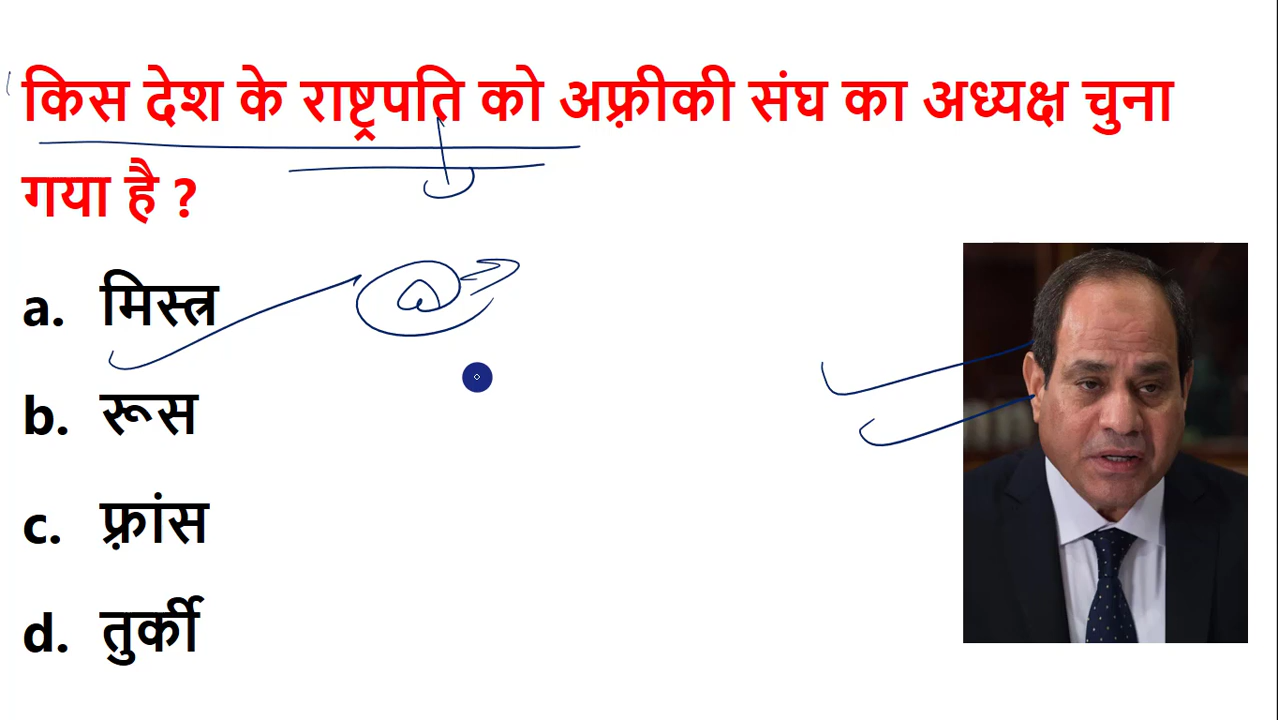 किस देश के राष्ट्रपति को अफ़्रीकी संघ का अध्यक्ष चुना
गया है ?
a. मिस्त्र
b. रूस
c. फ़्रांस
d. तुर्की